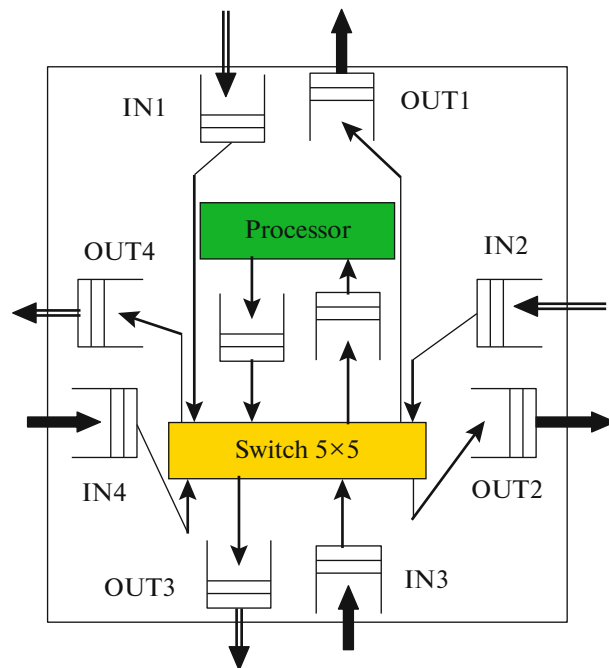 IN1
OUT1
Processor
OUT4
IN2
Switch 5×5
IN4
OUT2
OUT3
IN3